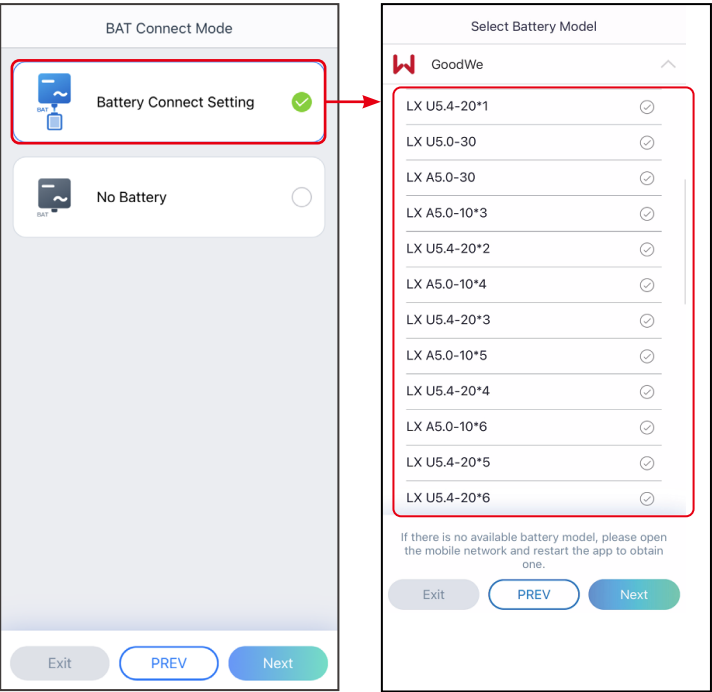 BAT Connect Mode
BAT
Battery Connect Setting
BAT
No Battery
Exit
PREV
Next
Select Battery Model
GoodWe
LX U5.4-20*1
LX U5.0-30
LX A5.0-30
LX A5.0-10*3
LX U5.4-20*2
LX A5.0-10*4
LX U5.4-20*3
LX A5.0-10*5
LX U5.4-20*4
LX A5.0-10*6
LX U5.4-20*5
LX U5.4-20*6
If there is no available battery model, please open
the mobile network and restart the app to obtain
one.
Exit
PREV
Next